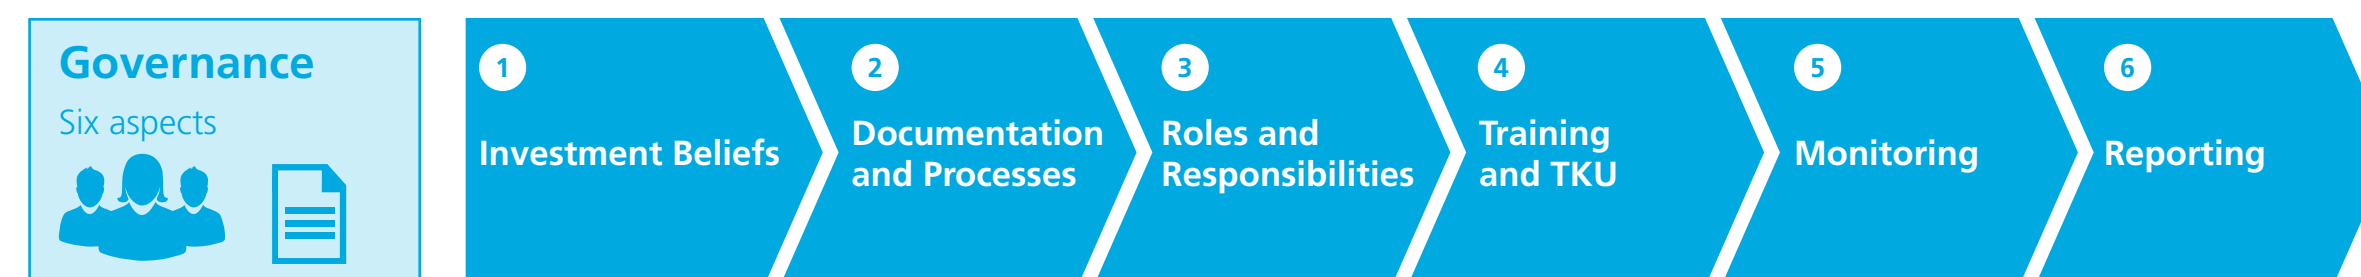 Governance
Six aspects
1
Investment Beliefs
2
Documentation
and Processes
3
Roles and
Responsibilities
4
Training
and TKU
5
Monitoring
6
Reporting